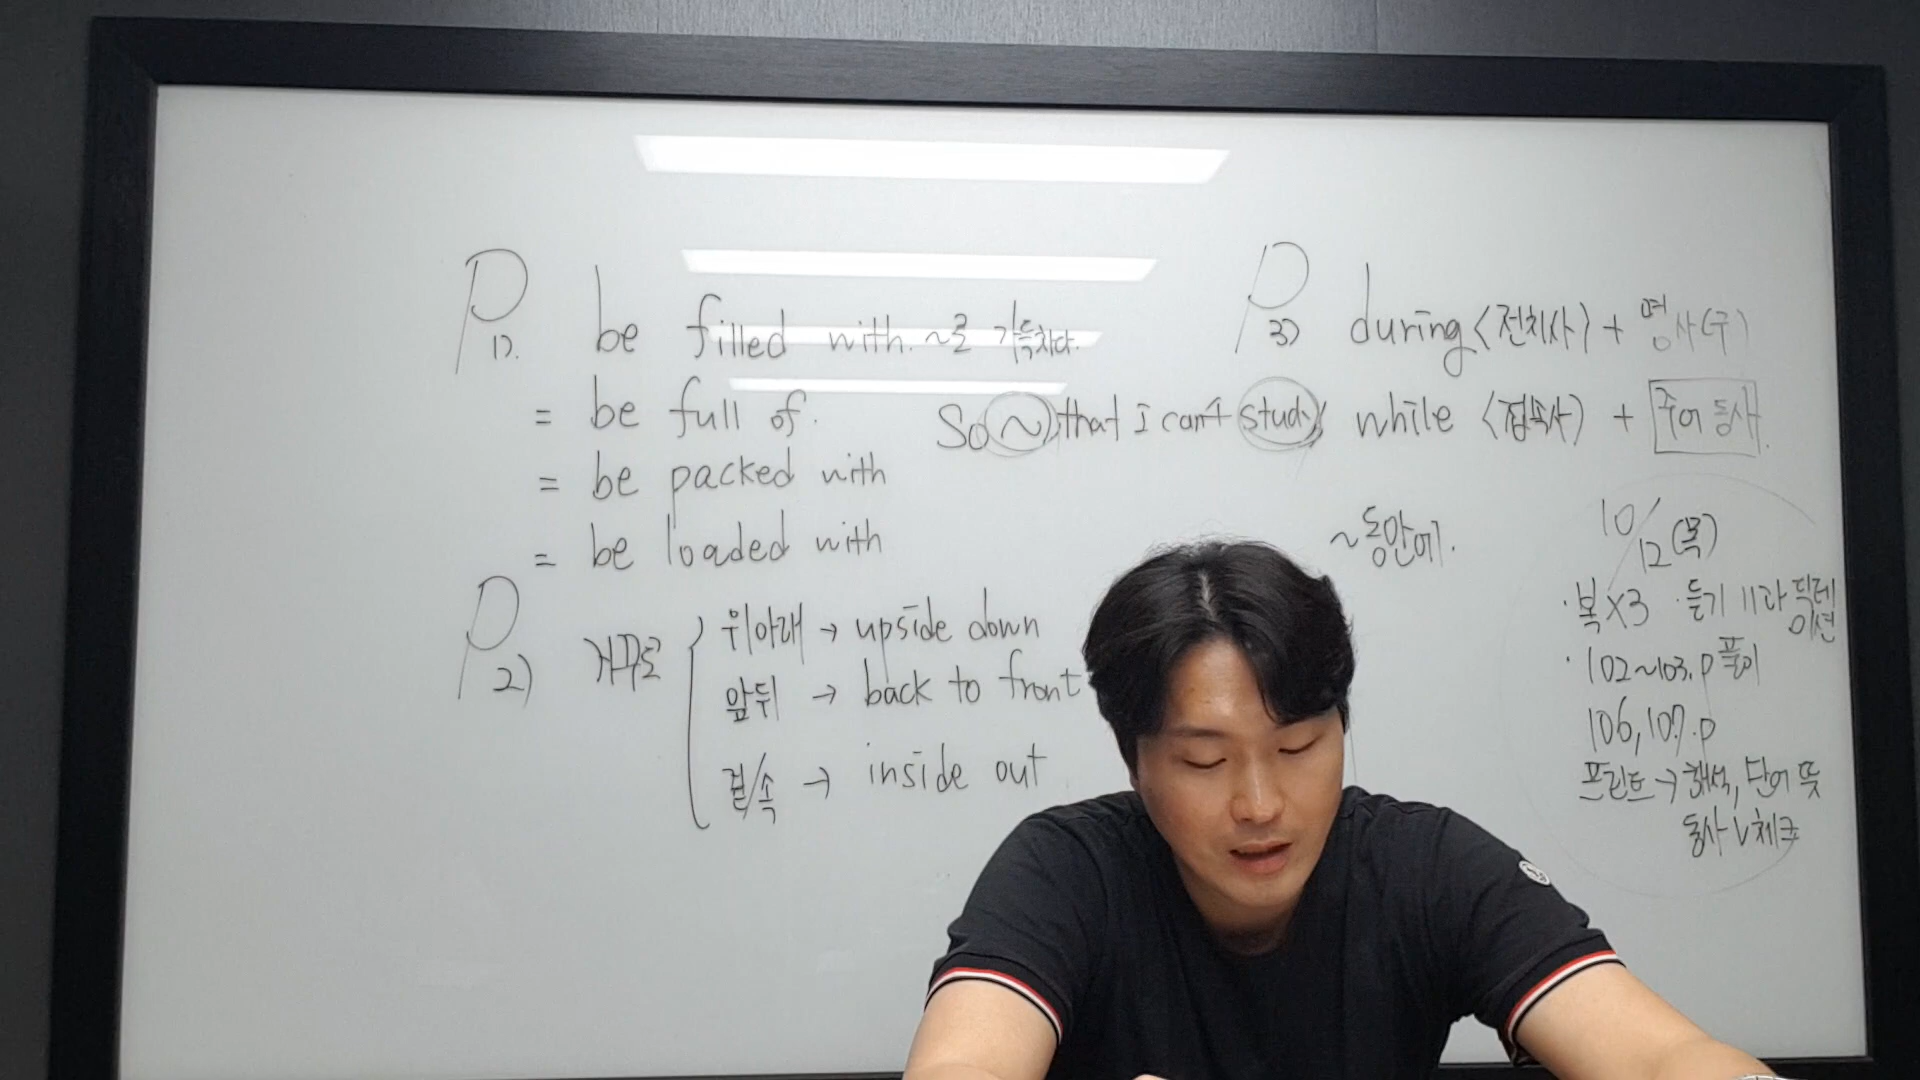 P 1). be filled with. ~로 가득차다.
= be full of.
= be packed with
= be loaded with
So ~ that I can't study
P 2) 거꾸로
위아래 → upside down
앞뒤 → back to front
겉/속 → inside out
P 3) during <전치사> + 명사(구)
while <접속사> + 주어 동사.
~동안에.
10/12 (목)
· 복 X3 · 듣기 11과 딕테이션
· 102~103.p 풀이
106, 107.p
프린트 → 해석, 단어 뜻
동사 V 체크